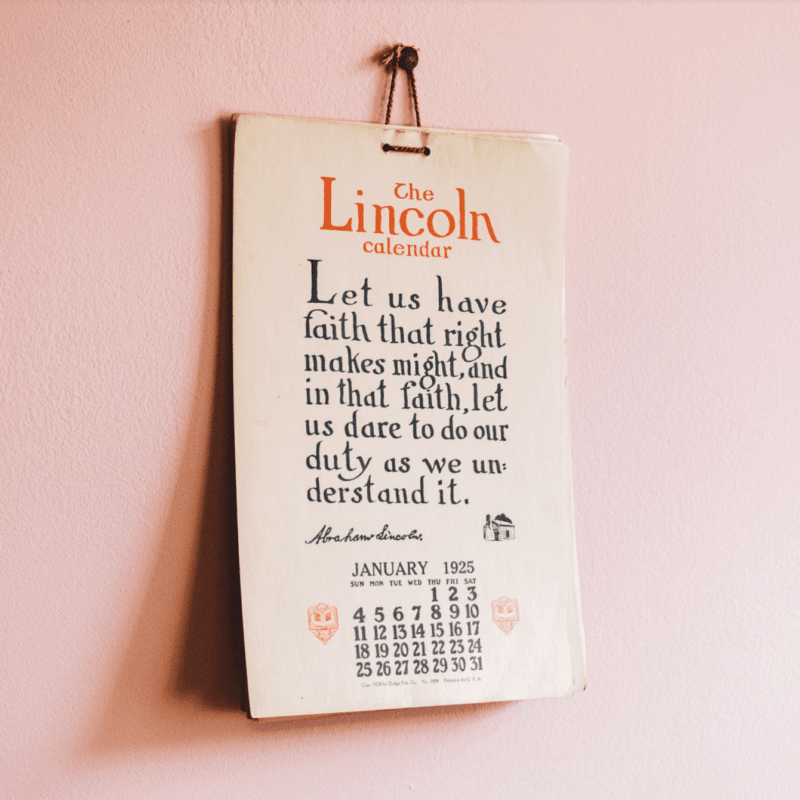 The
Lincoln
calendar
Let us have
faith that right
makes might, and
in that faith, let
us dare to do our
duty as we un:
derstand it.
Abraham Lincoln.
JANUARY 1925
SUN MON TUE WED THU FRI SAT
1 2 3
4 5 6 7 8 9 10
11 12 13 14 15 16 17
18 19 20 21 22 23 24
25 26 27 28 29 30 31
Printed in U. S. A.